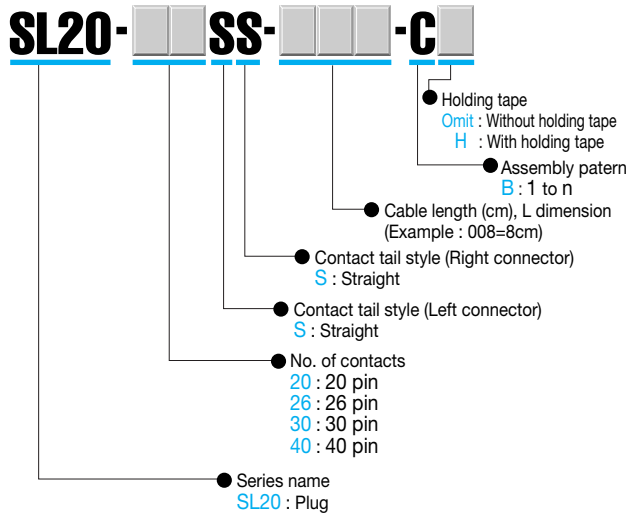 SL20- SS- -C
Holding tape
Omit : Without holding tape
H : With holding tape
Assembly patern
B : 1 to n
Cable length (cm), L dimension
(Example : 008=8cm)
Contact tail style (Right connector)
S : Straight
Contact tail style (Left connector)
S : Straight
No. of contacts
20 : 20 pin
26 : 26 pin
30 : 30 pin
40 : 40 pin
Series name
SL20 : Plug